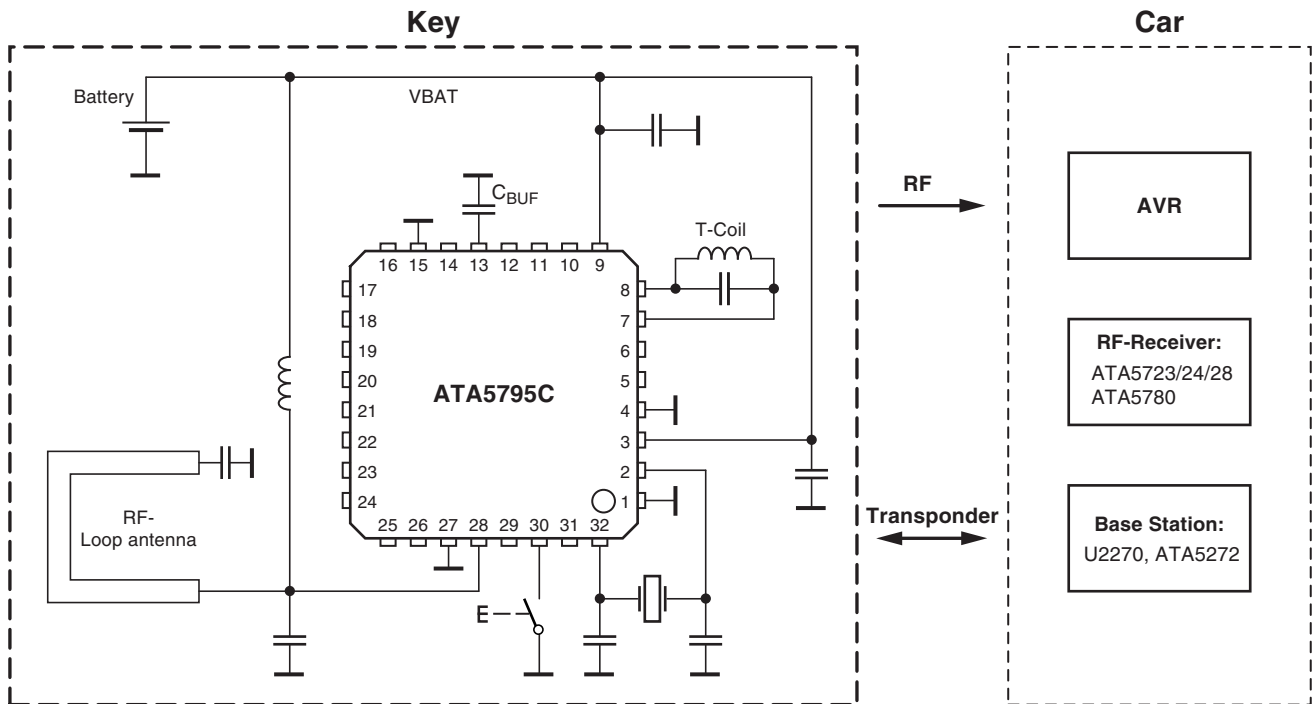 Key
Car
Battery
VBAT
CBUF
RF
AVR
T-Coil
16 15 14 13 12 11 10 9
17
18
19
20
21
22
23
24
8
7
6
5
4
3
2
1
ATA5795C
25 26 27 28 29 30 31 32
RF-
Loop antenna
E
RF-Receiver:
ATA5723/24/28
ATA5780
Transponder
Base Station:
U2270, ATA5272